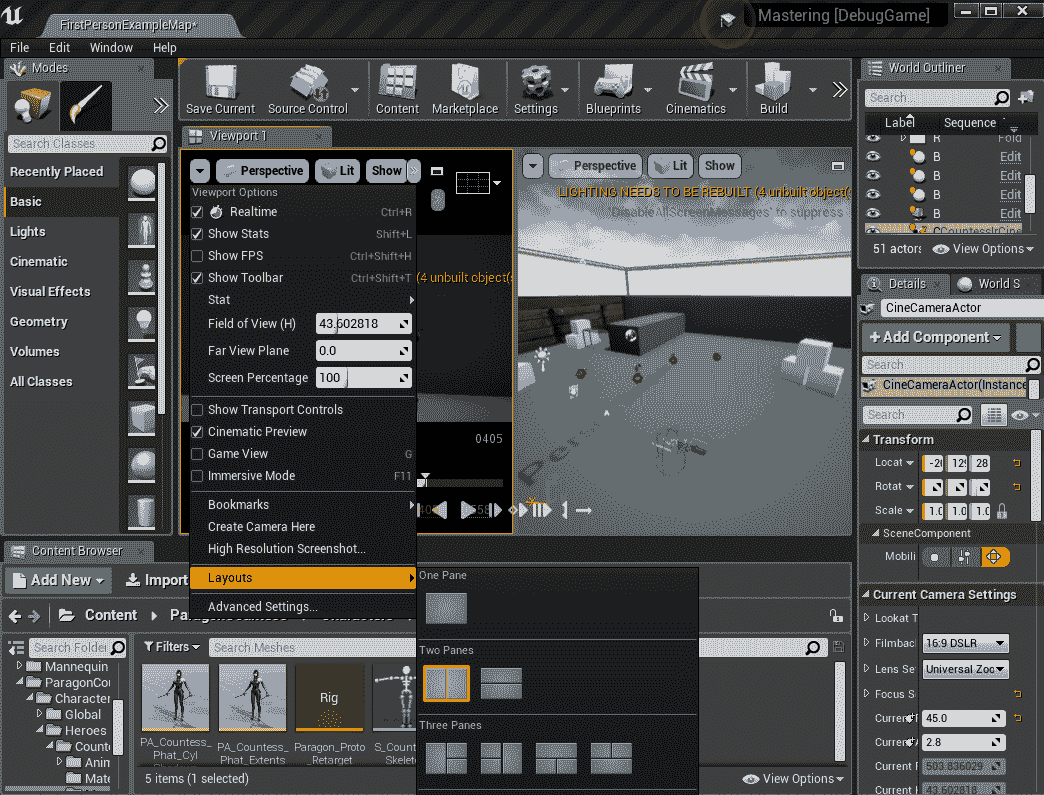 FirstPersonExampleMap*
Mastering [DebugGame]
File Edit Window Help
Modes
Search Classes
Recently Placed
Basic
Lights
Cinematic
Visual Effects
Geometry
Volumes
All Classes
Save Current Source Control Content Marketplace Settings Blueprints Cinematics Build
Viewport 1
Perspective Lit Show
Viewport Options
Realtime Ctrl+R
Show Stats Shift+L
Show FPS Ctrl+Shift+H
Show Toolbar Ctrl+Shift+T
Stat
Field of View (H) 43.602818
Far View Plane 0.0
Screen Percentage 100
Show Transport Controls
Cinematic Preview
Game View G
Immersive Mode F11
Bookmarks
Create Camera Here
High Resolution Screenshot...
Layouts
Advanced Settings...
(4 unbuilt object(s
0405
One Pane
Two Panes
Three Panes
Perspective Lit Show
LIGHTING NEEDS TO BE REBUILT (4 unbuilt object(s
'DisableAllScreenMessages' to suppress
World Outliner
Search...
Label Sequence
R Fold
B Edit
B Edit
B Edit
B Edit
51 actors View Options
Details World S
CineCameraActor
+ Add Component
Search
CineCameraActor(Instance
Search
Transform
Locat -20 129 28
Rotat
Scale 1.0 1.0 1.0
SceneComponent
Mobili
Current Camera Settings
Lookat T
Filmbac 16:9 DSLR
Lens Se Universal Zoo
Focus S
Current 45.0
Current 2.8
Current F 503.836029
Current 43.602818
Content Browser
Add New Import
Content
Search Folder
Mannequin
ParagonCou
Character
Global
Heroes
Count
Anim
Mate
Filters Search Meshes
Rig
PA_Countess_
Phat_Cyl
PA_Countess_
Phat_Extents
Paragon_Proto
_Retarget
S_Count
Skelet
5 items (1 selected) View Options